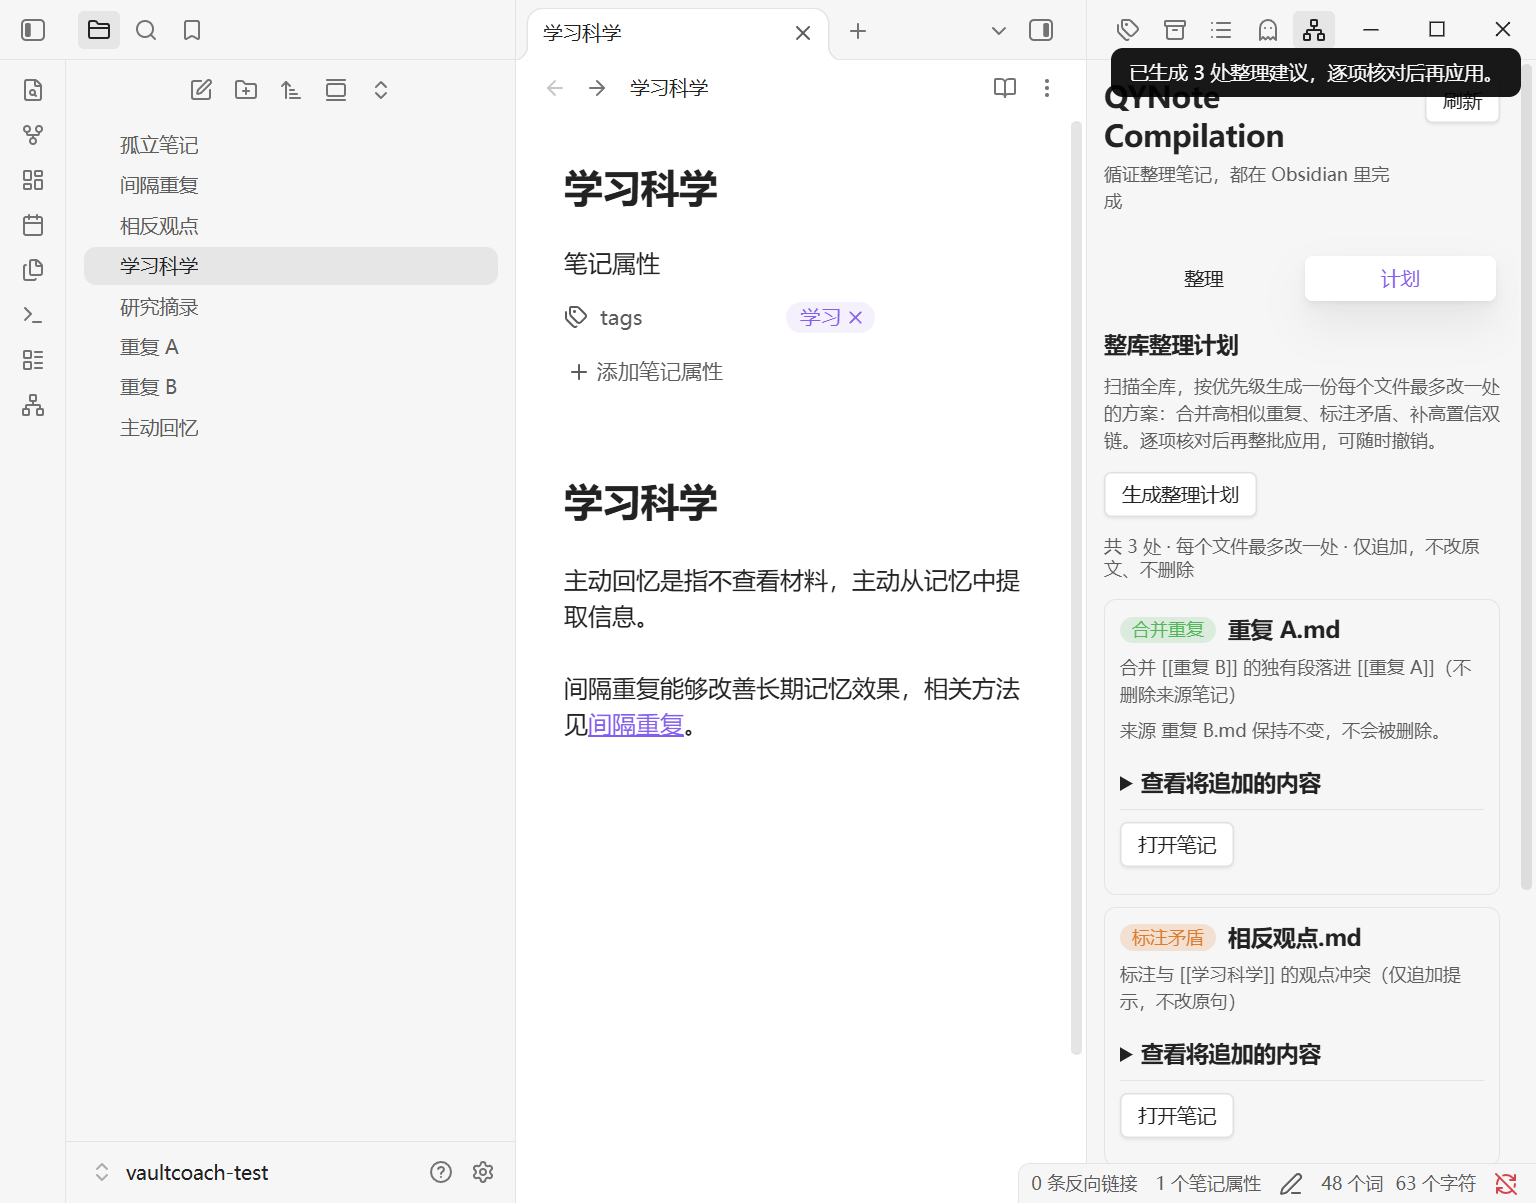 学习科学
已生成 3 处整理建议，逐项核对后再应用。
学习科学
孤立笔记
间隔重复
相反观点
学习科学
研究摘录
重复 A
重复 B
主动回忆
vaultcoach-test
学习科学
笔记属性
tags
学习
添加笔记属性
学习科学
主动回忆是指不查看材料，主动从记忆中提
取信息。
间隔重复能够改善长期记忆效果，相关方法
见间隔重复。
QYNote
Compilation
刷新
循证整理笔记，都在 Obsidian 里完
成
整理
计划
整库整理计划
扫描全库，按优先级生成一份每个文件最多改一处
的方案：合并高相似重复、标注矛盾、补高置信双
链。逐项核对后再整批应用，可随时撤销。
生成整理计划
共 3 处 · 每个文件最多改一处 · 仅追加，不改原
文、不删除
合并重复 重复 A.md
合并 [[重复 B]] 的独有段落进 [[重复 A]]（不
删除来源笔记）
来源 重复 B.md 保持不变，不会被删除。
查看将追加的内容
打开笔记
标注矛盾 相反观点.md
标注与 [[学习科学]] 的观点冲突（仅追加提
示，不改原句）
查看将追加的内容
打开笔记
0 条反向链接 1 个笔记属性 48 个词 63 个字符